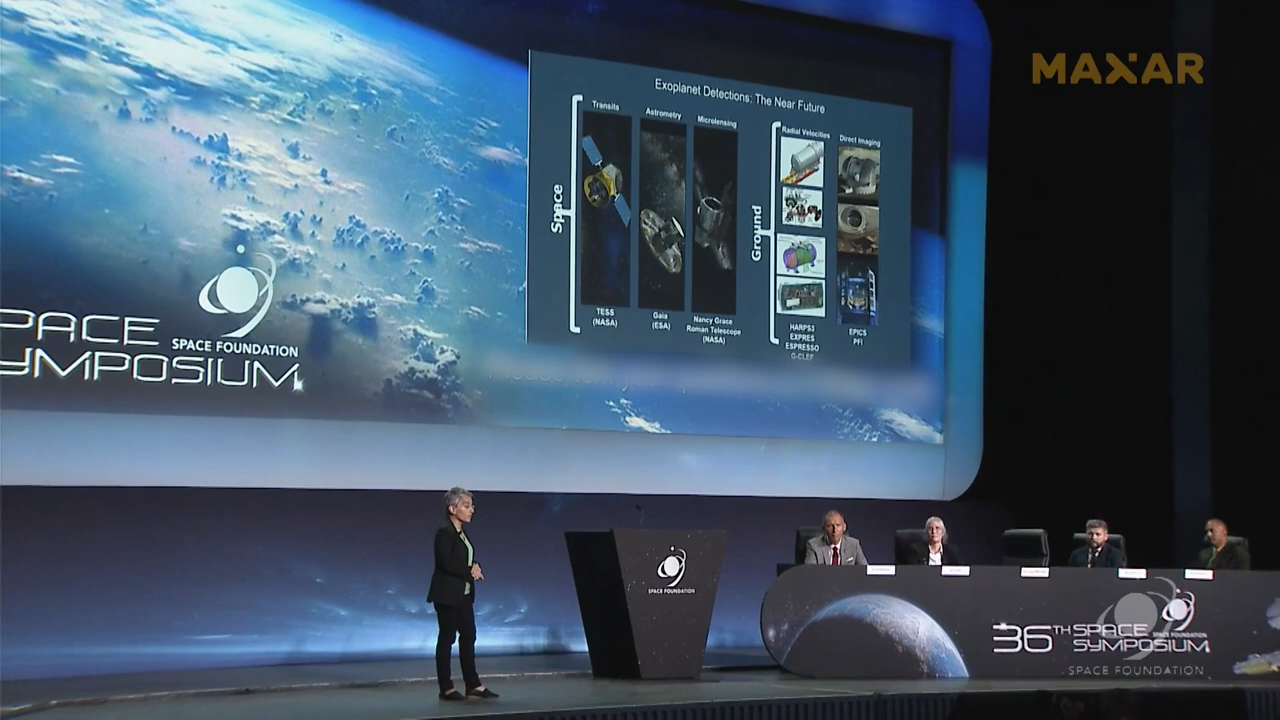 MAXAR
Exoplanet Detections: The Near Future
Transits
Astrometry
Microlensing
Radial Velocities
Direct Imaging
Space
Ground
TESS
(NASA)
Gaia
(ESA)
Nancy Grace
Roman Telescope
(NASA)
HARPS3
EXPRES
ESPRESSO
G-CLEF
EPICS
PFI
PACE
YMPOSIUM
SPACE FOUNDATION
SPACE FOUNDATION
36TH SPACE
SYMPOSIUM
SPACE FOUNDATION
SPACE FOUNDATION